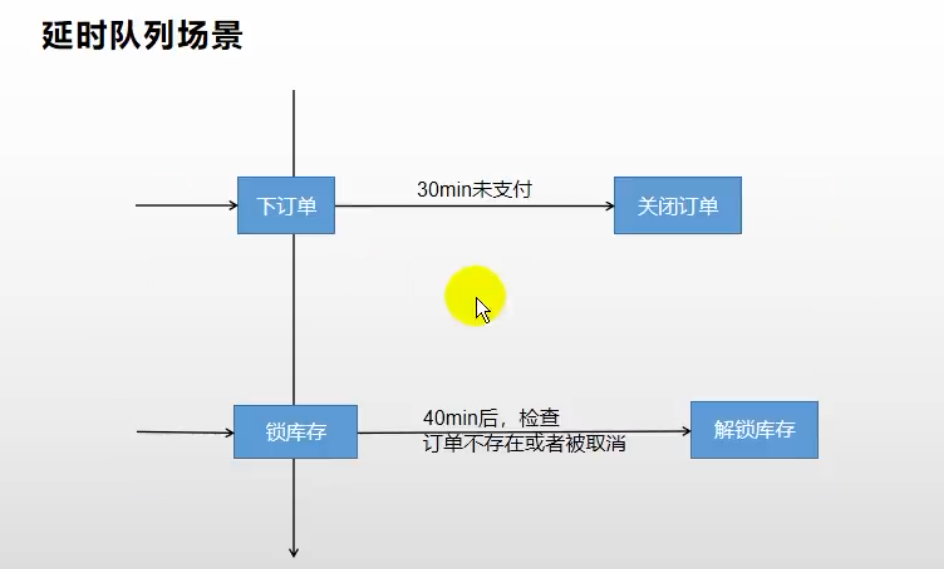 延时队列场景
30min未支付
下订单
关闭订单
40min后，检查
订单不存在或者被取消
锁库存
解锁库存